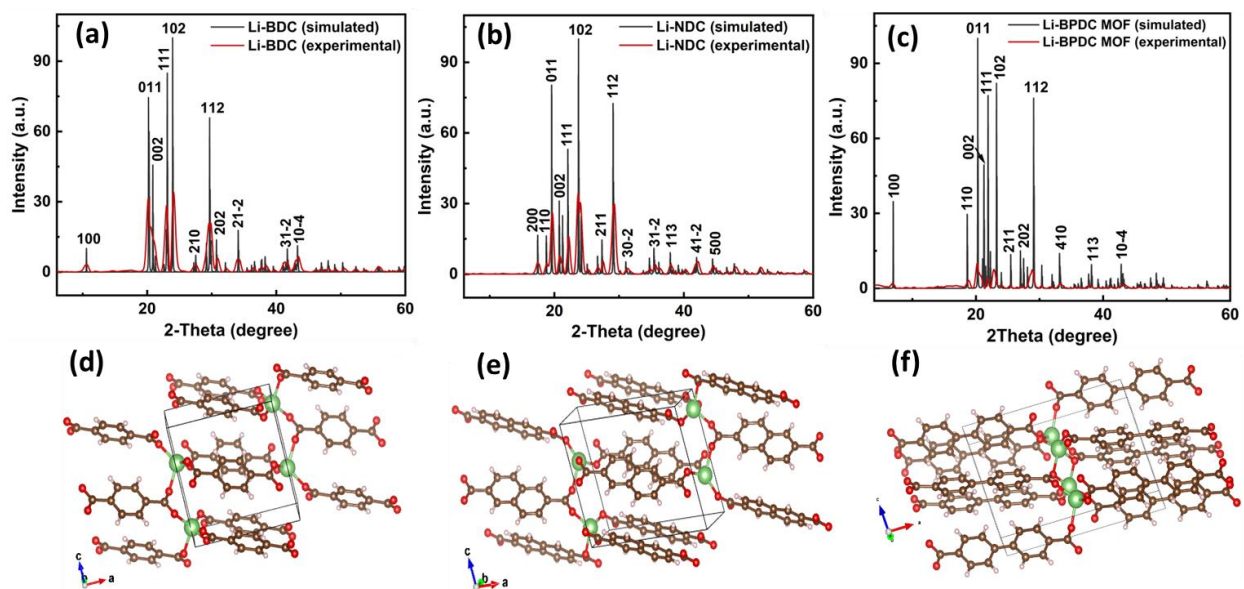 (a)
Li-BDC (simulated)
Li-BDC (experimental)
Intensity (a.u.)
90
60
30
0
20
40
60
2-Theta (degree)
100
011
002
111
102
210
112
202
21-2
31-2
10-4
(b)
Li-NDC (simulated)
Li-NDC (experimental)
Intensity (a.u.)
90
60
30
0
20
40
60
2-Theta (degree)
200
110
011
002
111
102
211
112
30-2
31-2
113
41-2
500
(c)
Li-BPDC MOF (simulated)
Li-BPDC MOF (experimental)
Intensity (a.u.)
90
60
30
0
20
40
60
2Theta (degree)
100
110
011
002
111
102
211
202
112
410
113
10-4
(d)
c
b
a
(e)
c
b
a
(f)
c
a